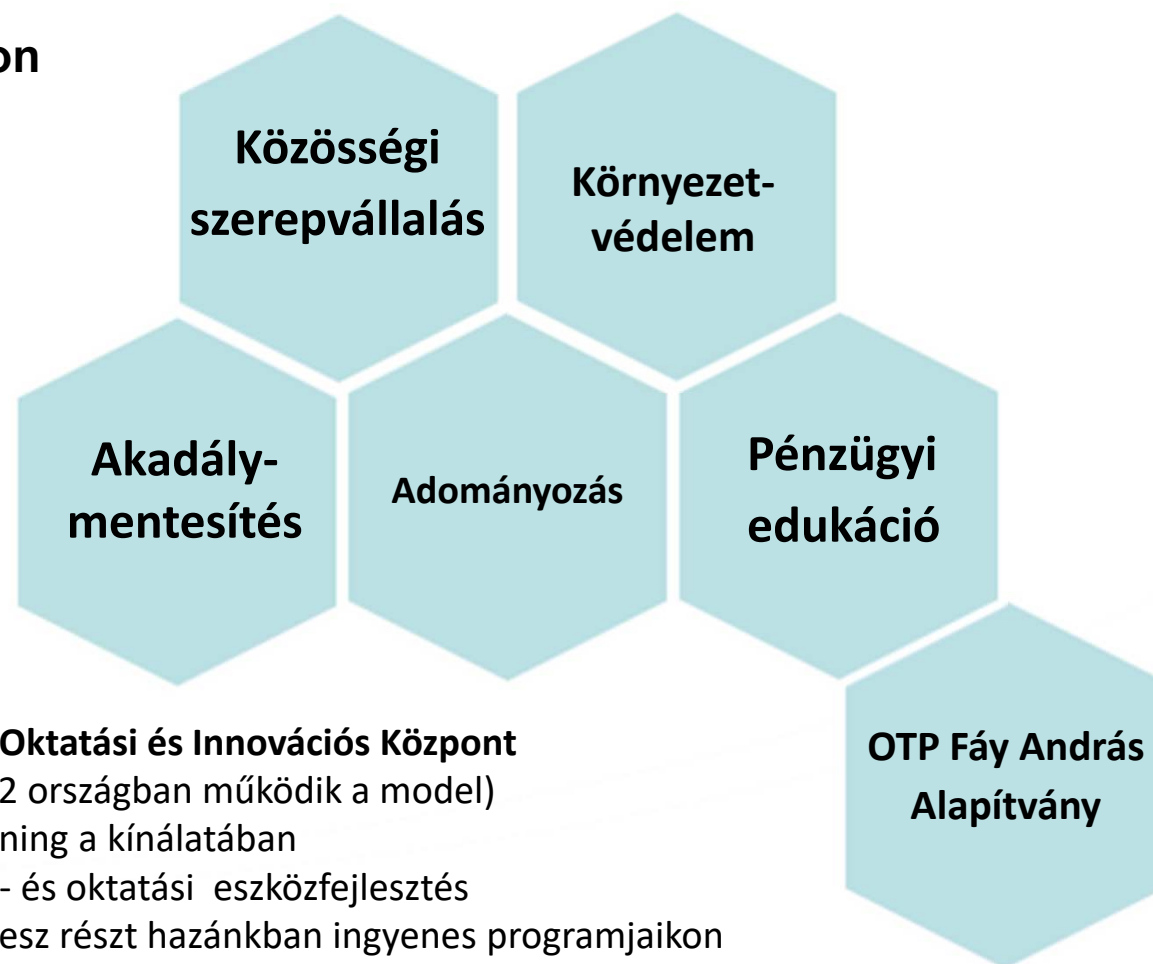 on
Közösségi
szerepvállalás
Környezet-
védelem
Akadály-
mentesítés
Adományozás
Pénzügyi
edukáció
OTP Fáy András
Alapítvány
Oktatási és Innovációs Központ
2 országban működik a model)
ning a kínálatában
- és oktatási eszközfejlesztés
esz részt hazánkban ingyenes programjaikon